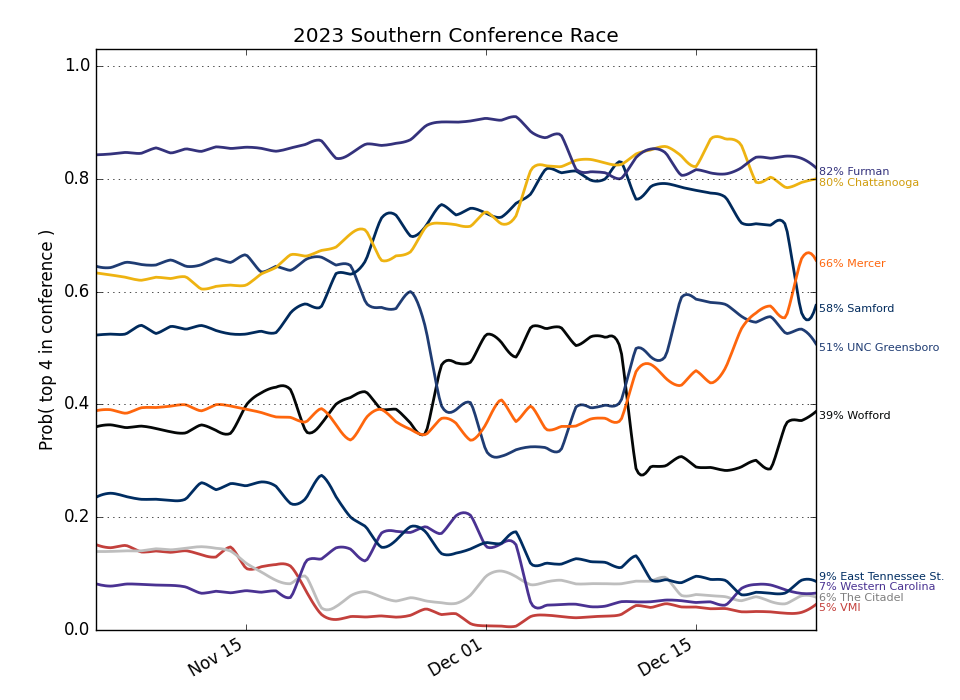 2023 Southern Conference Race
Prob( top 4 in conference )
1.0
0.8
0.6
0.4
0.2
0.0
Nov 15
Dec 01
Dec 15
82% Furman
80% Chattanooga
66% Mercer
58% Samford
51% UNC Greensboro
39% Wofford
9% East Tennessee St.
7% Western Carolina
6% The Citadel
5% VMI